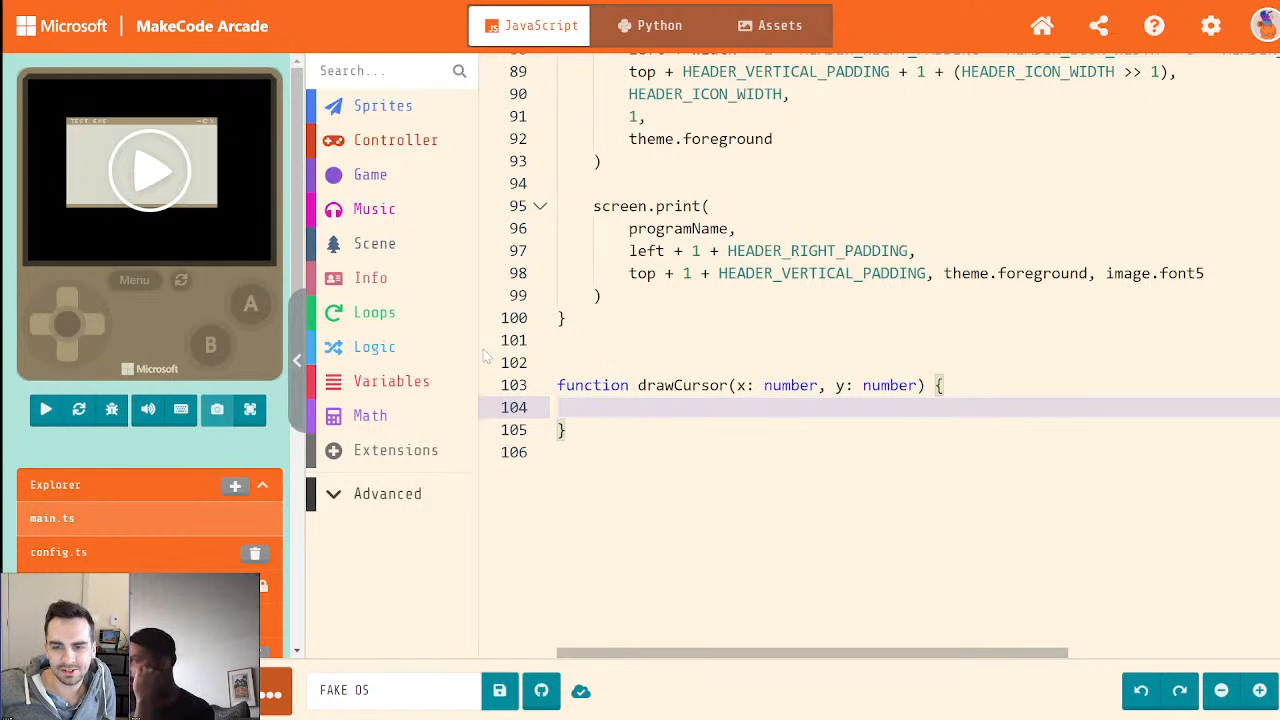 Microsoft MakeCode Arcade
JavaScript
Python
Assets
Menu
A
B
Microsoft
Explorer
main.ts
config.ts
Search...
Sprites
Controller
Game
Music
Scene
Info
Loops
Logic
Variables
Math
Extensions
Advanced
89 top + HEADER_VERTICAL_PADDING + 1 + (HEADER_ICON_WIDTH >> 1),
90 HEADER_ICON_WIDTH,
91 1,
92 theme.foreground
93 )
94
95 screen.print(
96 programName,
97 left + 1 + HEADER_RIGHT_PADDING,
98 top + 1 + HEADER_VERTICAL_PADDING, theme.foreground, image.font5
99 )
100 }
101
102
103 function drawCursor(x: number, y: number) {
104
105 }
106
FAKE OS